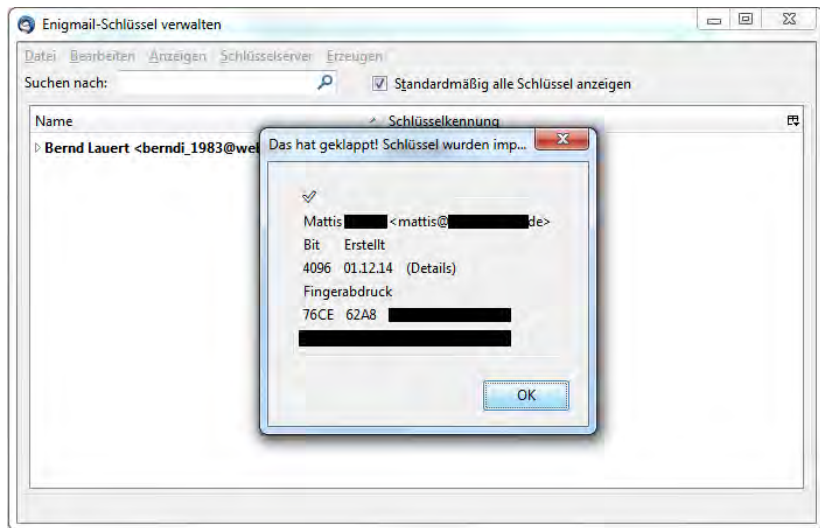 Enigmail-Schlüssel verwalten
Datei Bearbeiten Anzeigen Schlüsselserver Erzeugen
Suchen nach: Standardmäßig alle Schlüssel anzeigen
Name Schlüsselkennung
Bernd Lauert <berndi_1983@we
Das hat geklappt! Schlüssel wurden imp...
Mattis <mattis@ de>
Bit Erstellt
4096 01.12.14 (Details)
Fingerabdruck
76CE 62A8
OK